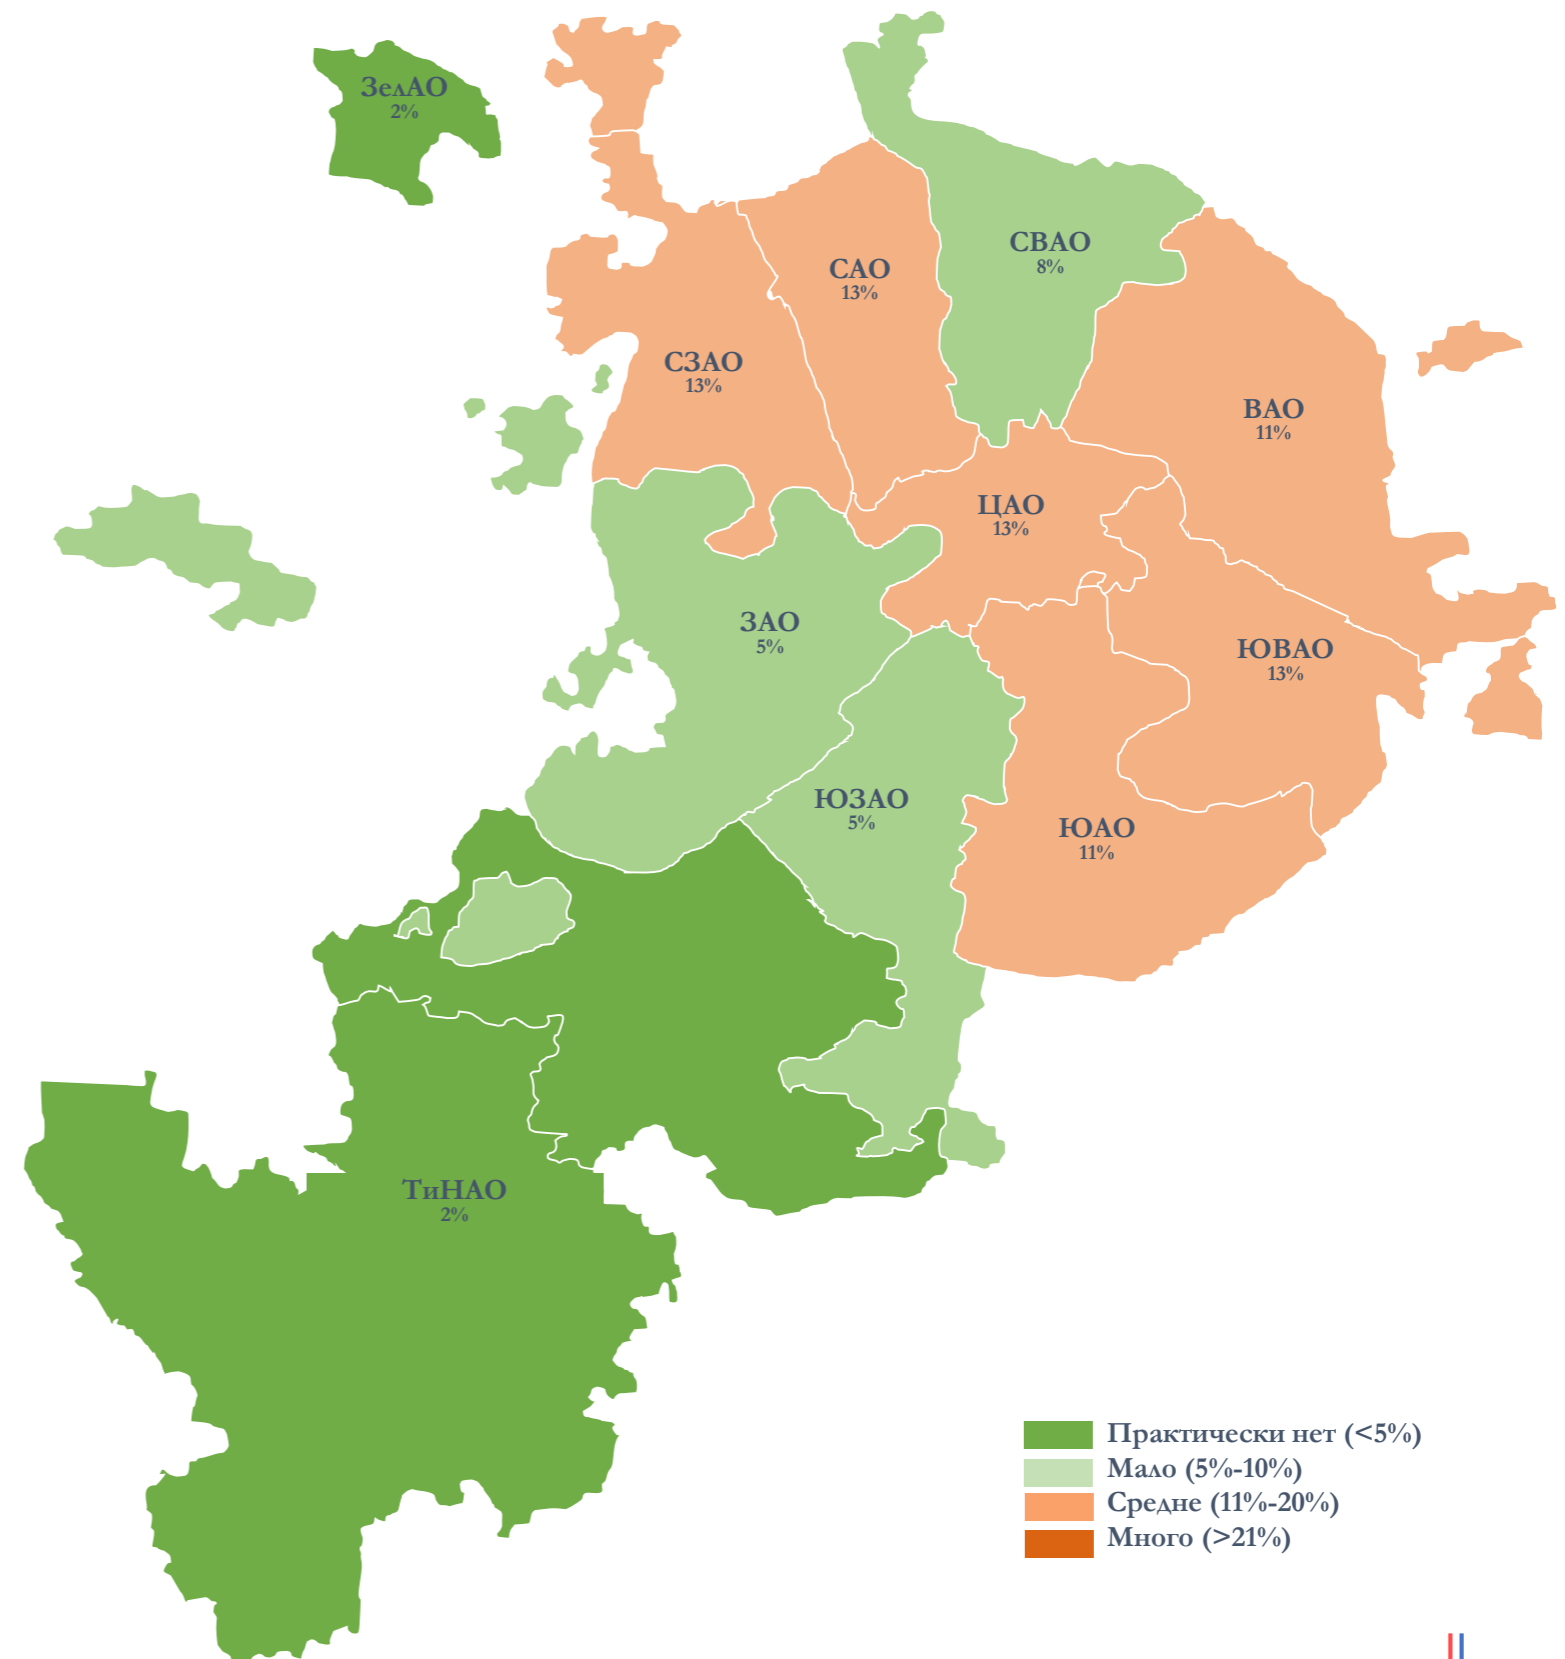 ЗелАО
2%
СВАО
8%
САО
13%
СЗАО
13%
ВАО
11%
ЦАО
13%
ЗАО
5%
ЮВАО
13%
ЮЗАО
5%
ЮАО
11%
ТиНАО
2%
Практически нет (<5%)
Мало (5%-10%)
Средне (11%-20%)
Много (>21%)